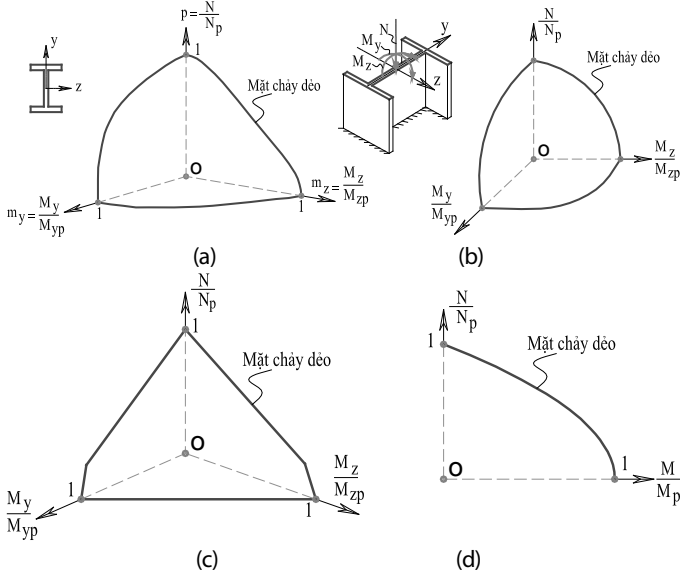 y
z
p = N/Np
1
Mặt chảy dẻo
O
my = My/Myp
1
mz = Mz/Mzp
1
(a)
N
My
Mz
y
z
N/Np
Mặt chảy dẻo
O
Mz/Mzp
My/Myp
(b)
N/Np
1
Mặt chảy dẻo
O
My/Myp
1
Mz/Mzp
1
(c)
N/Np
1
Mặt chảy dẻo
O
1
M/Mp
(d)